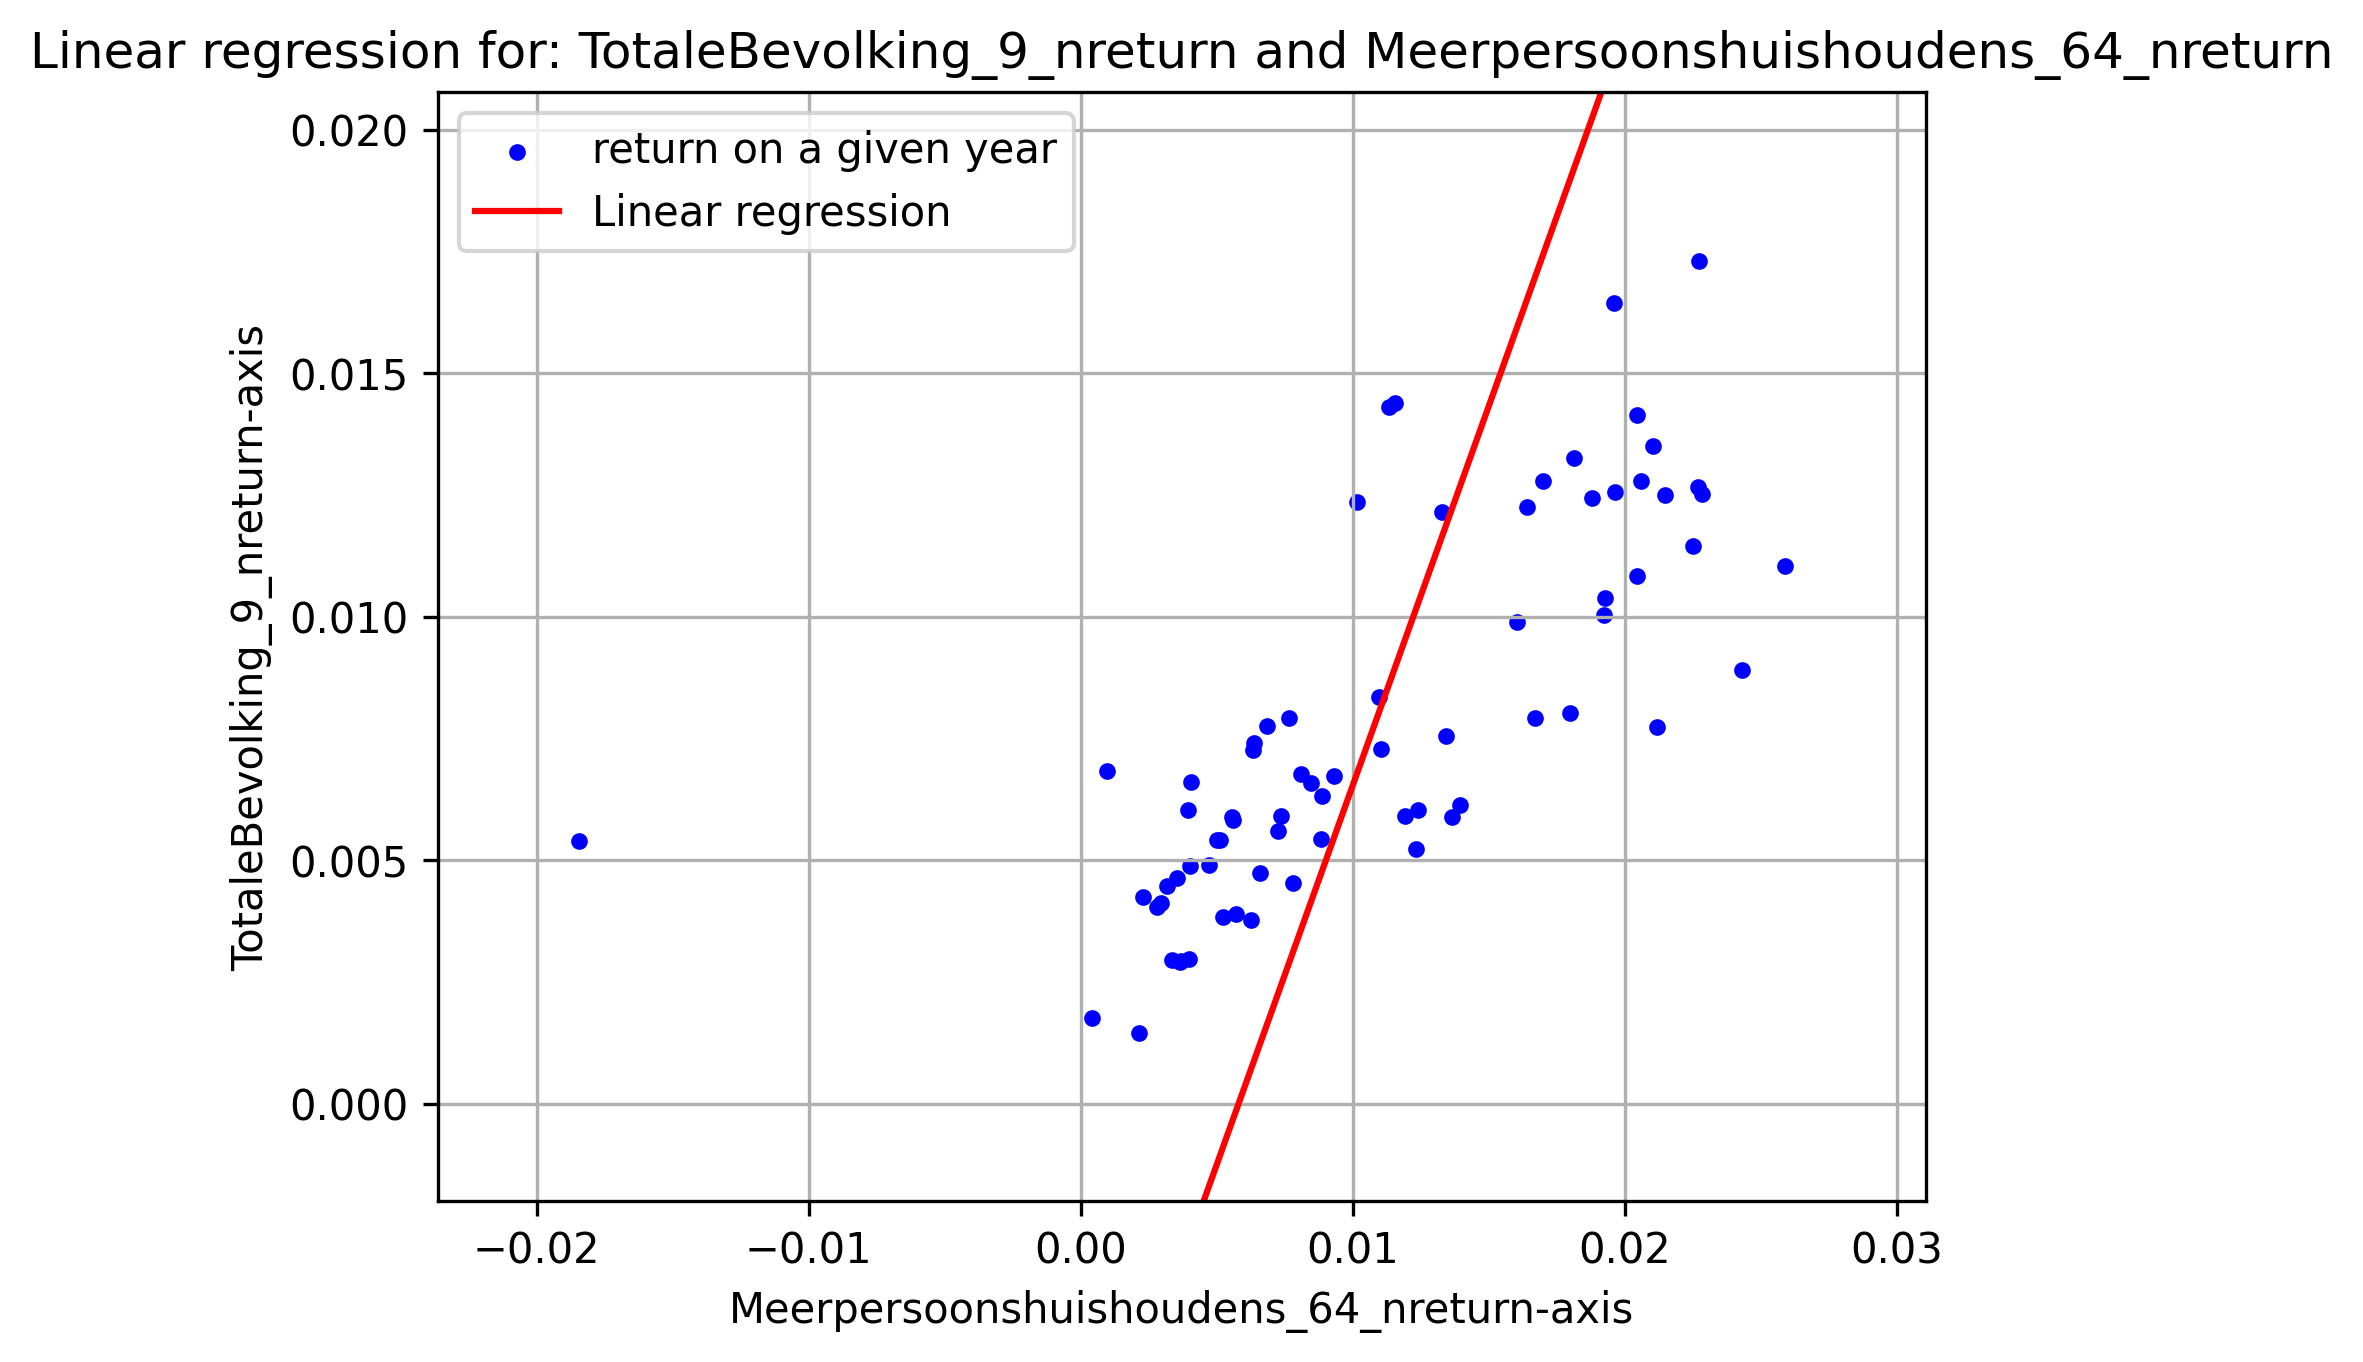 Linear regression for: TotaleBevolking_9_nreturn and Meerpersoonshuishoudens_64_nreturn
return on a given year
Linear regression
TotaleBevolking_9_nreturn-axis
0.020
0.015
0.010
0.005
0.000
−0.02 −0.01 0.00 0.01 0.02 0.03
Meerpersoonshuishoudens_64_nreturn-axis